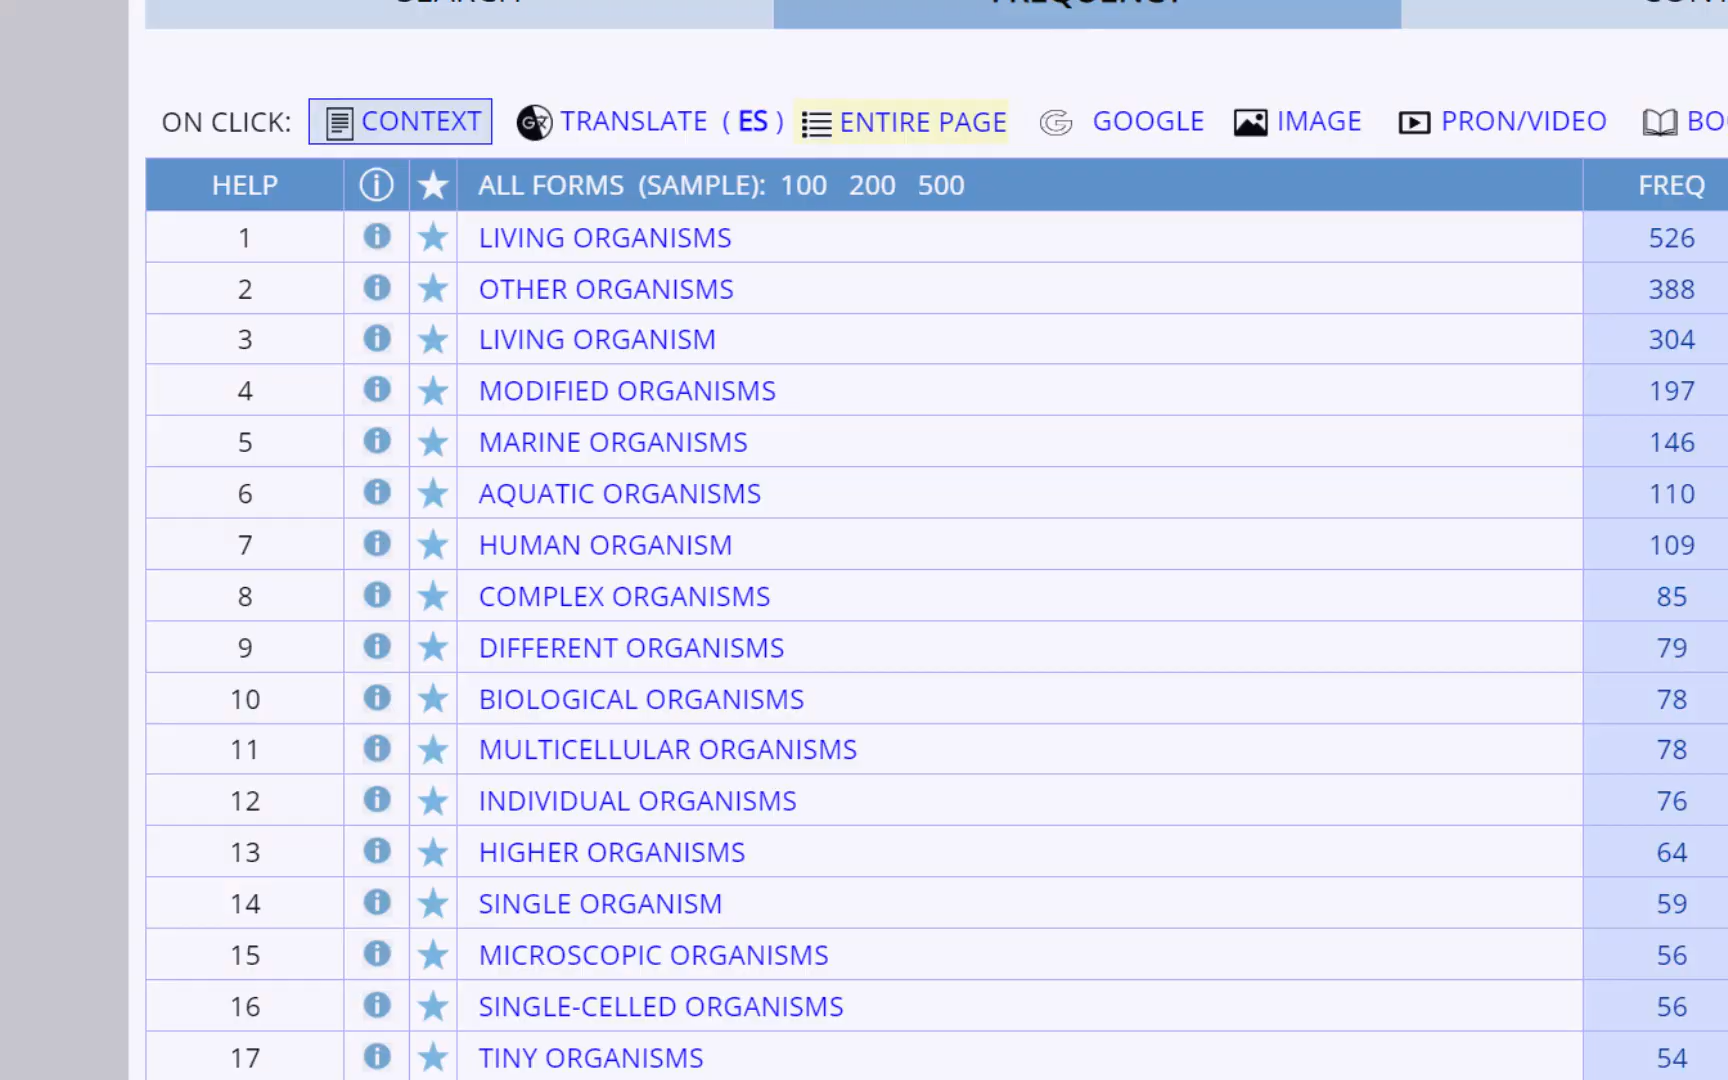 SEARCH FREQUENCY
ON CLICK: CONTEXT TRANSLATE ( ES ) ENTIRE PAGE GOOGLE IMAGE PRON/VIDEO BO
HELP ALL FORMS (SAMPLE): 100 200 500 FREQ
1 LIVING ORGANISMS 526
2 OTHER ORGANISMS 388
3 LIVING ORGANISM 304
4 MODIFIED ORGANISMS 197
5 MARINE ORGANISMS 146
6 AQUATIC ORGANISMS 110
7 HUMAN ORGANISM 109
8 COMPLEX ORGANISMS 85
9 DIFFERENT ORGANISMS 79
10 BIOLOGICAL ORGANISMS 78
11 MULTICELLULAR ORGANISMS 78
12 INDIVIDUAL ORGANISMS 76
13 HIGHER ORGANISMS 64
14 SINGLE ORGANISM 59
15 MICROSCOPIC ORGANISMS 56
16 SINGLE-CELLED ORGANISMS 56
17 TINY ORGANISMS 54